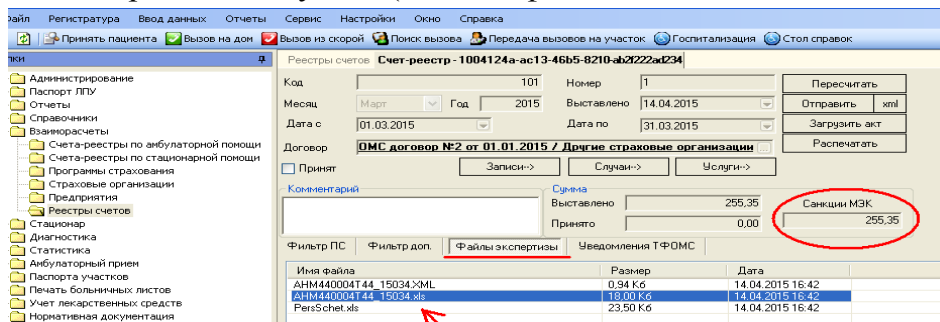 Файл Регистратура Ввод данных Отчеты Сервис Настройки Окно Справка
Принять пациента Вызов на дом Вызов из скорой Поиск вызова Передача вызовов на участок Госпитализация Стол справок
Администрирование
Паспорт ЛПУ
Отчеты
Справочники
Взаиморасчеты
Счета-реестры по амбулаторной помощи
Счета-реестры по стационарной помощи
Программы страхования
Страховые организации
Предприятия
Реестры счетов
Стационар
Диагностика
Статистика
Амбулаторный прием
Паспорта участков
Печать больничных листов
Учет лекарственных средств
Нормативная документация
Реестры счетов Счет-реестр - 1004124a-ac13-46b5-8210-ab2f222ad234
Код 101 Номер 1 Пересчитать
Месяц Март Год 2015 Выставлено 14.04.2015 Отправить xml
Дата с 01.03.2015 Дата по 31.03.2015 Загрузить акт
Договор ОМС договор №2 от 01.01.2015 / Другие страховые организации ... Распечатать
Принят Записи--> Случаи--> Услуги-->
Комментарий Сумма
Выставлено 255,35 Санкции МЭК
Принято 0,00 255,35
Фильтр ПС Фильтр доп. Файлы экспертизы Уведомления ТФОМС
Имя файла Размер Дата
AHM440004T44_15034.XML 0,94 Кб 14.04.2015 16:42
AHM440004T44_15034.xls 18,00 Кб 14.04.2015 16:42
PersSchet.xls 23,50 Кб 14.04.2015 16:42